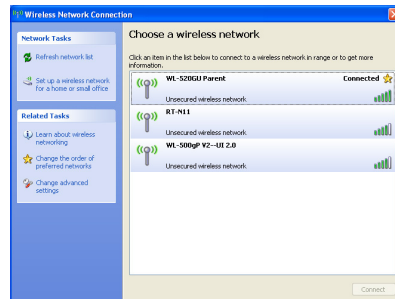 Wireless Network Connection
Network Tasks
Refresh network list
Set up a wireless network
for a home or small office
Related Tasks
Learn about wireless
networking
Change the order of
preferred networks
Change advanced
settings
Choose a wireless network
Click an item in the list below to connect to a wireless network in range or to get more
information.
WL-520GU Parent
Connected
Unsecured wireless network
RT-N11
Unsecured wireless network
WL-500gP V2--UI 2.0
Unsecured wireless network
Connect